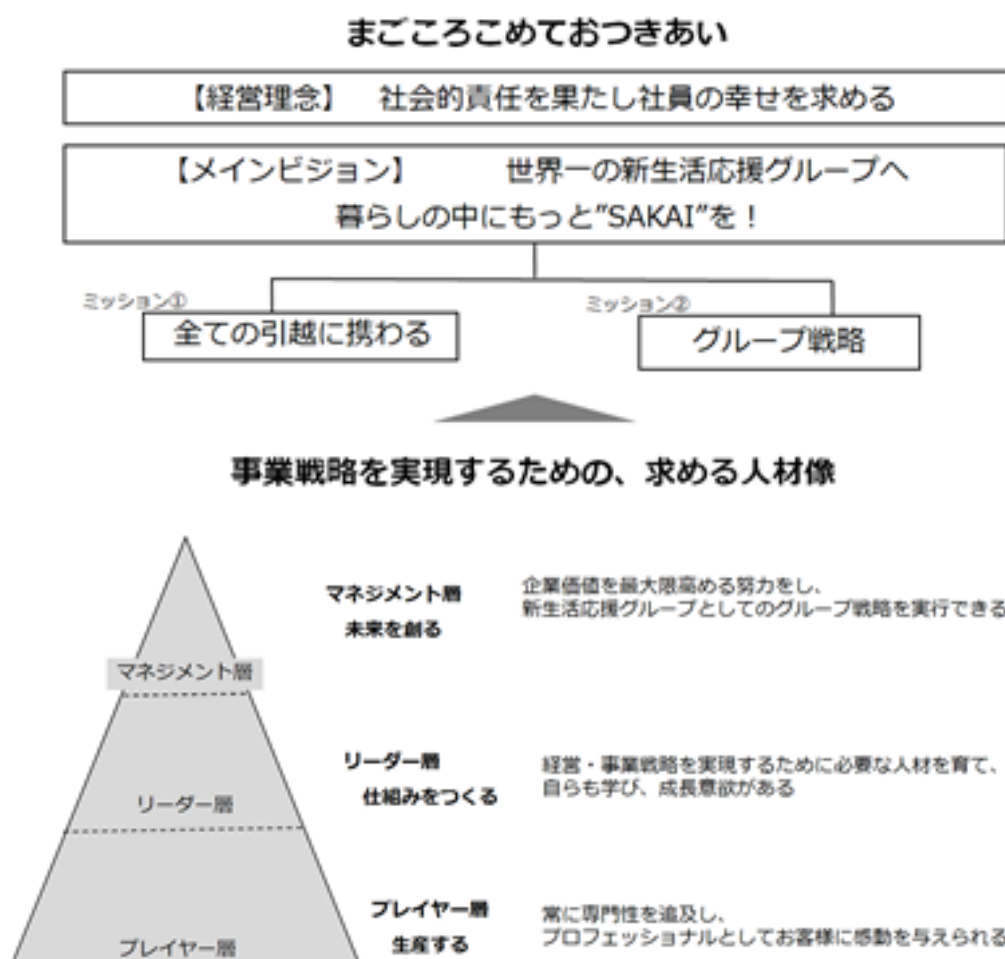 まごころこめておつきあい
【経営理念】 社会的責任を果たし社員の幸せを求める
【メインビジョン】 世界一の新生活応援グループへ
暮らしの中にもっと”SAKAI”を！
ミッション①
全ての引越に携わる
ミッション②
グループ戦略
事業戦略を実現するための、求める人材像
マネジメント層
マネジメント層
未来を創る
企業価値を最大限高める努力をし、
新生活応援グループとしてのグループ戦略を実行できる
リーダー層
リーダー層
仕組みをつくる
経営・事業戦略を実現するために必要な人材を育て、
自らも学び、成長意欲がある
プレイヤー層
プレイヤー層
生産する
常に専門性を追及し、
プロフェッショナルとしてお客様に感動を与えられる